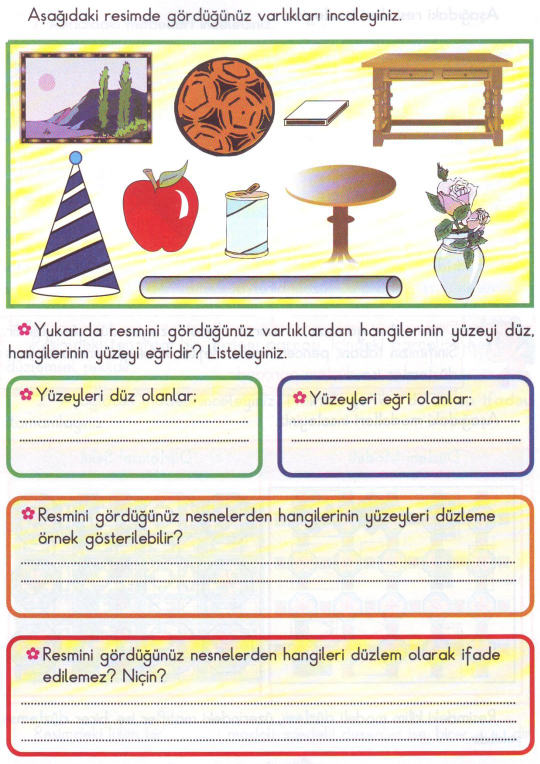 Aşağıdaki resimde gördüğünüz varlıkları inceleyiniz.
Yukarıda resmini gördüğünüz varlıklardan hangilerinin yüzeyi düz,
hangilerinin yüzeyi eğridir? Listeleyiniz.
Yüzeyleri düz olanlar;
Yüzeyleri eğri olanlar;
Resmini gördüğünüz nesnelerden hangilerinin yüzeyleri düzleme
örnek gösterilebilir?
Resmini gördüğünüz nesnelerden hangileri düzlem olarak ifade
edilemez? Niçin?